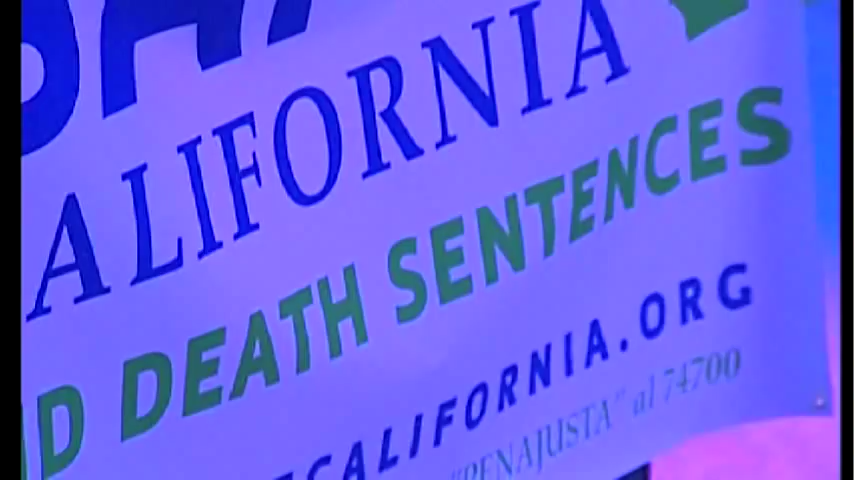 ALIFORNIA
D DEATH SENTENCES
CALIFORNIA.ORG
"PENAJUSTA" al 74700